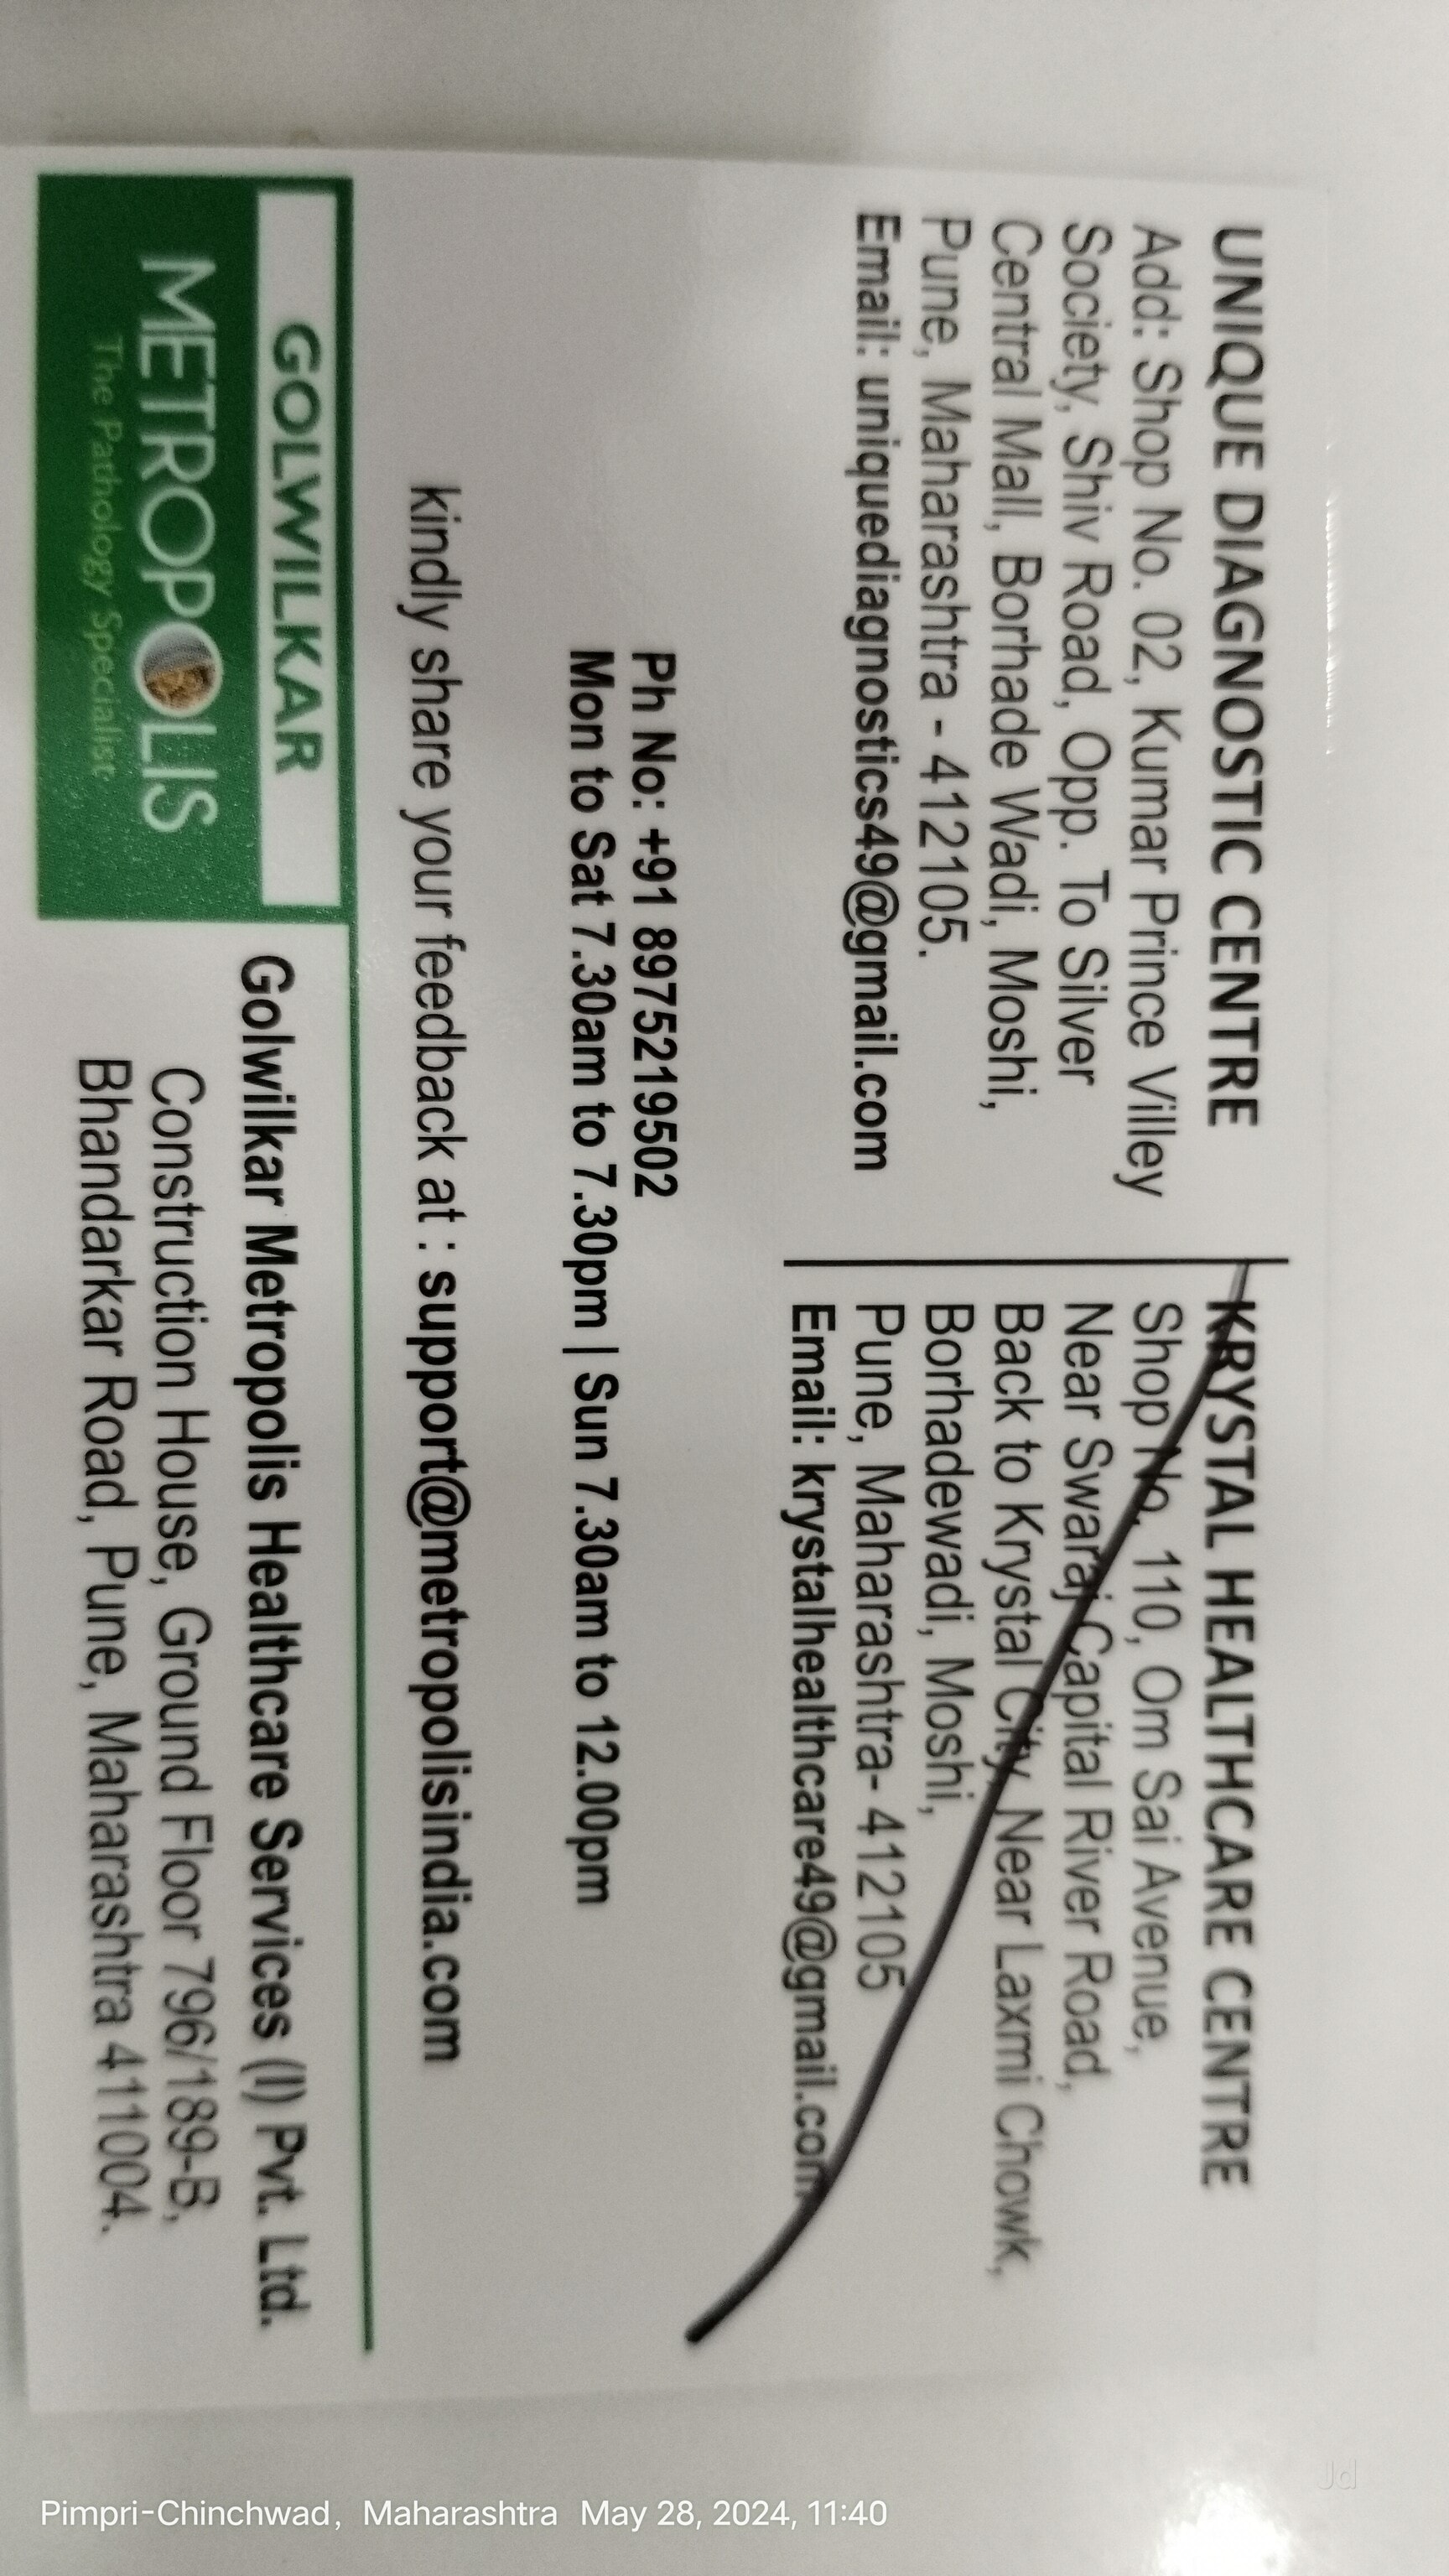 UNIQUE DIAGNOSTIC CENTRE
Add: Shop No. 02, Kumar Prince Villey
Society, Shiv Road, Opp. To Silver
Central Mall, Borhade Wadi, Moshi,
Pune, Maharashtra - 412105.
Email: uniquediagnostics49@gmail.com
KRYSTAL HEALTHCARE CENTRE
Shop No. 110, Om Sai Avenue,
Near Swaraj Capital River Road,
Back to Krystal City, Near Laxmi Chowk,
Borhadewadi, Moshi,
Pune, Maharashtra- 412105
Email: krystalhealthcare49@gmail.com
Ph No: +91 8975219502
Mon to Sat 7.30am to 7.30pm | Sun 7.30am to 12.00pm
kindly share your feedback at : support@metropolisindia.com
GOLWILKAR
METROPOLIS
The Pathology Specialist
Golwilkar Metropolis Healthcare Services (I) Pvt. Ltd.
Construction House, Ground Floor 796/189-B,
Bhandarkar Road, Pune, Maharashtra 411004.
Jd
Pimpri-Chinchwad, Maharashtra May 28, 2024, 11:40